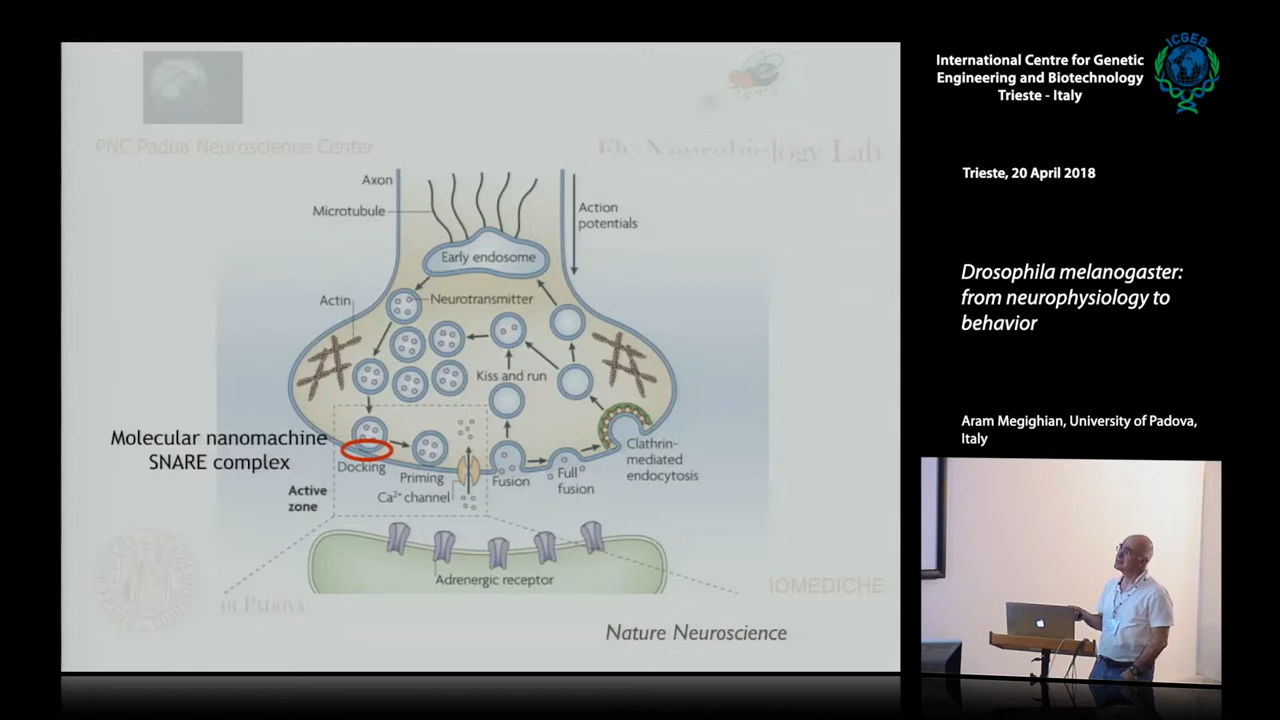 PNC Padua Neuroscience Center
Fly Neurobiology Lab
Axon
Microtubule
Action
potentials
Early endosome
Actin
Neurotransmitter
Kiss and run
Molecular nanomachine
SNARE complex
Docking
Priming
Ca²⁺ channel
Fusion
Full
fusion
Clathrin-
mediated
endocytosis
Active
zone
Adrenergic receptor
DI PADOVA
IOMEDICHE
Nature Neuroscience
International Centre for Genetic
Engineering and Biotechnology
Trieste - Italy
ICGEB
Trieste, 20 April 2018
Drosophila melanogaster:
from neurophysiology to
behavior
Aram Megighian, University of Padova,
Italy